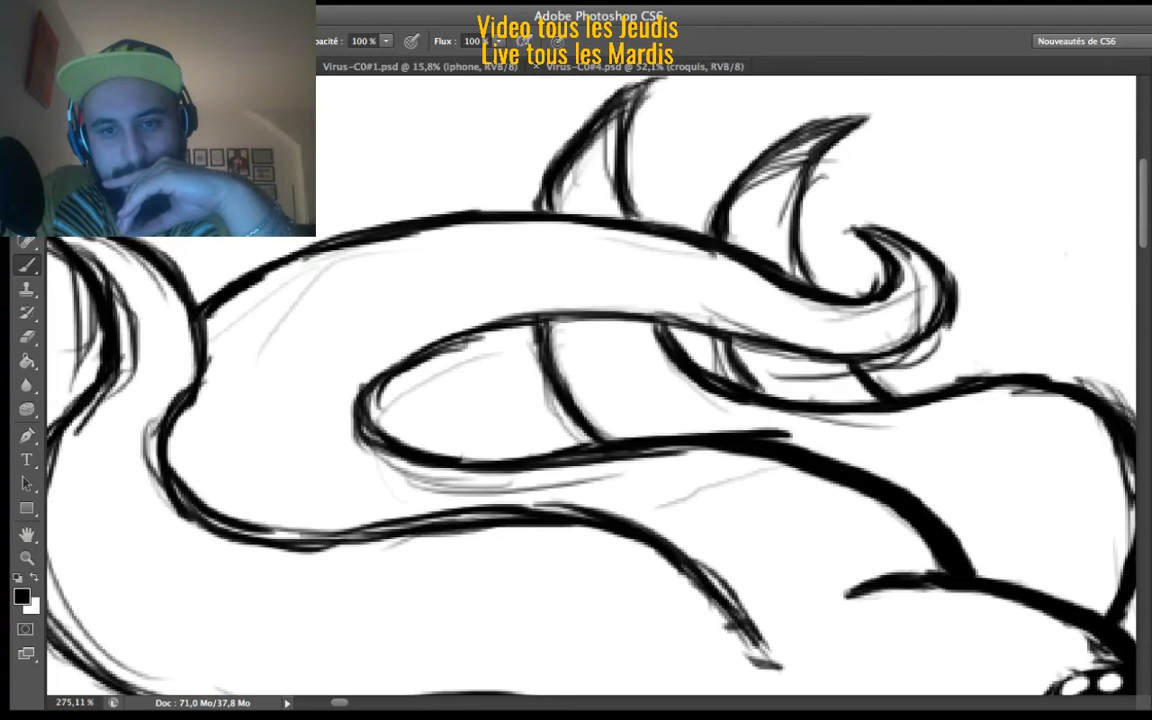 Adobe Photoshop CS6
Video tous les Jeudis
Live tous les Mardis
pacité : 100 % Flux : 100 % Nouveautés de CS6
Virus-C0#1.psd @ 15,8% (iphone, RVB/8) Virus-C0#4.psd @ 52,1% (croquis, RVB/8)
275,11 % Doc : 71,0 Mo/37,8 Mo